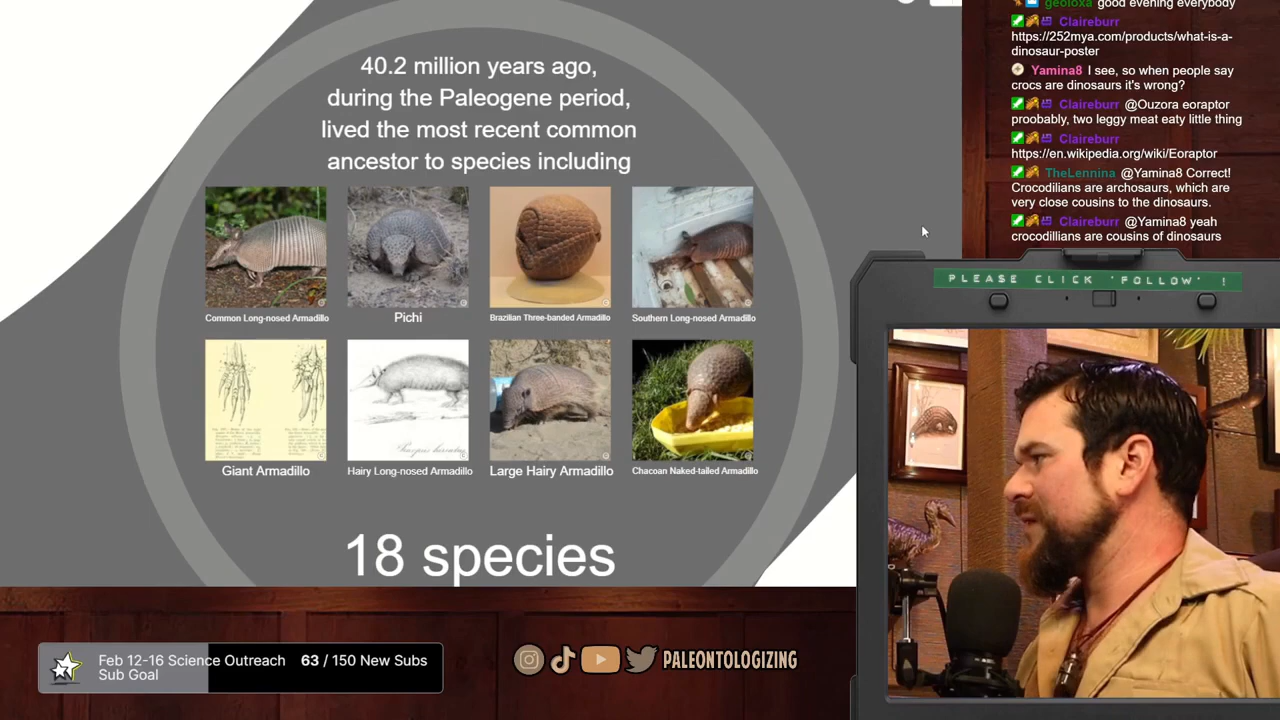 40.2 million years ago,
during the Paleogene period,
lived the most recent common
ancestor to species including
Common Long-nosed Armadillo
Pichi
Brazilian Three-banded Armadillo
Southern Long-nosed Armadillo
Giant Armadillo
Hairy Long-nosed Armadillo
Large Hairy Armadillo
Chacoan Naked-tailed Armadillo
18 species
geoloxa good evening everybody
Claireburr
https://252mya.com/products/what-is-a-
dinosaur-poster
Yamina8 I see, so when people say
crocs are dinosaurs it's wrong?
Claireburr @Ouzora eoraptor
proobably, two leggy meat eaty little thing
Claireburr
https://en.wikipedia.org/wiki/Eoraptor
TheLennina @Yamina8 Correct!
Crocodilians are archosaurs, which are
very close cousins to the dinosaurs.
Claireburr @Yamina8 yeah
crocodillians are cousins of dinosaurs
PLEASE CLICK 'FOLLOW' !
Feb 12-16 Science Outreach 63 / 150 New Subs
Sub Goal
PALEONTOLOGIZING